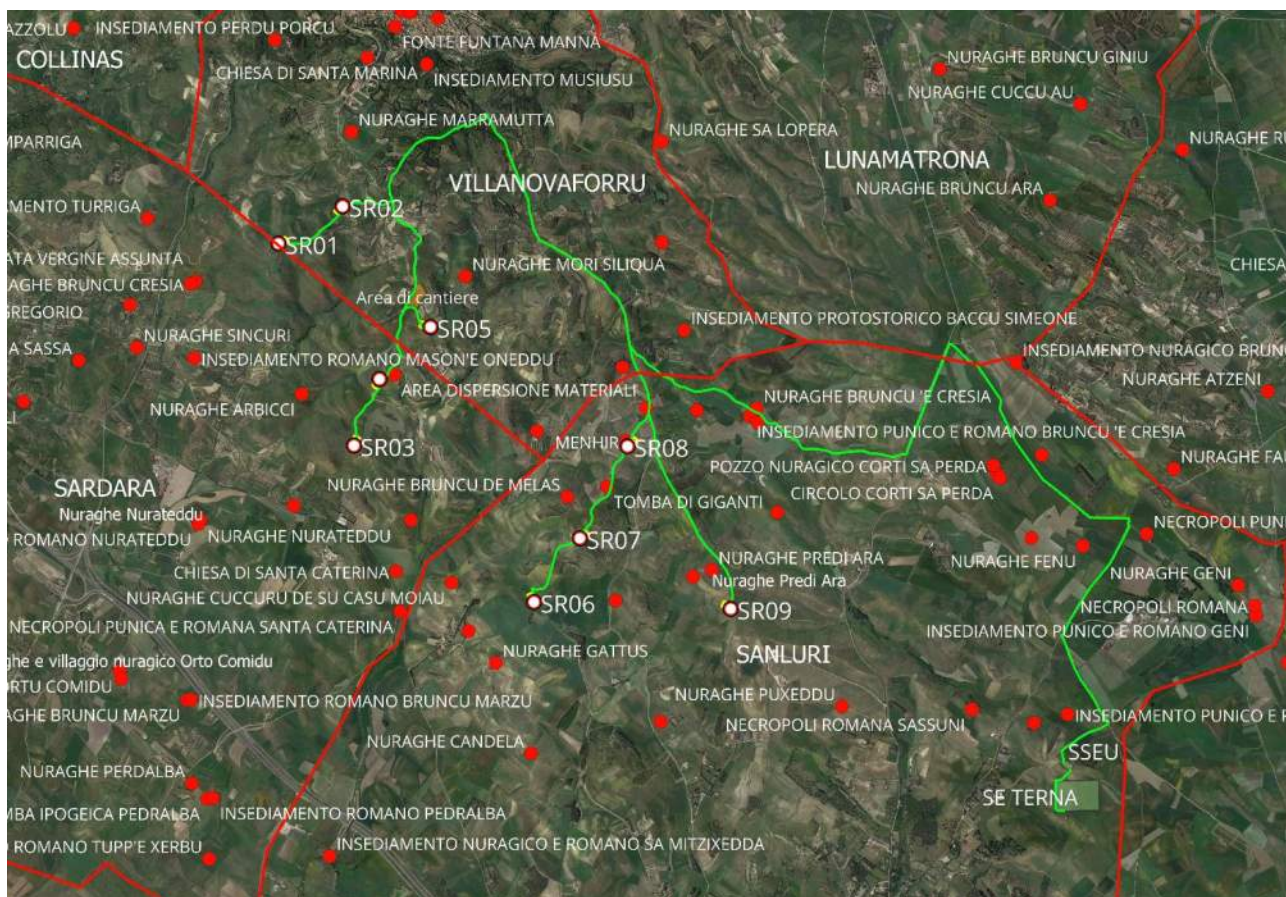 AZZOLU
INSEDIAMENTO PERDU PORCU
FONTE FUNTANA MANNA
COLLINAS
CHIESA DI SANTA MARINA
INSEDIAMENTO MUSIUSU
NURAGHE BRUNCU GINIU
NURAGHE CUCCU AU
NURAGHE MARRAMUTTA
MPARRIGA
NURAGHE SA LOPERA
NURAGHE R
LUNAMATRONA
VILLANOVAFORRU
NURAGHE BRUNCU ARA
AMENTO TURRIGA
SR02
SR01
ATA VERGINE ASSUNTA
NURAGHE MORI SILIQUA
CHIESA
AGHE BRUNCU CRESIA
Area di cantiere
GREGORIO
SR05
INSEDIAMENTO PROTOSTORICO BACCU SIMEONE
NURAGHE SINCURI
A SASSA
INSEDIAMENTO ROMANO MASON'E ONEDDU
INSEDIAMENTO NURAGICO BRUNC
AREA DISPERSIONE MATERIALI
NURAGHE ATZENI
NURAGHE ARBICCI
NURAGHE BRUNCU 'E CRESIA
LI
INSEDIAMENTO PUNICO E ROMANO BRUNCU 'E CRESIA
MENHIR
SR08
SR03
NURAGHE FAU
POZZO NURAGICO CORTI SA PERDA
NURAGHE BRUNCU DE MELAS
SARDARA
CIRCOLO CORTI SA PERDA
TOMBA DI GIGANTI
Nuraghe Nurateddu
NECROPOLI PUNI
O ROMANO NURATEDDU
NURAGHE NURATEDDU
SR07
NURAGHE FENU
NURAGHE PREDI ARA
CHIESA DI SANTA CATERINA
Nuraghe Predi Ara
NURAGHE GENI
NURAGHE CUCCURU DE SU CASU MOIAU
SR06
SR09
NECROPOLI ROMANA
NECROPOLI PUNICA E ROMANA SANTA CATERINA
INSEDIAMENTO PUNICO E ROMANO GENI
NURAGHE GATTUS
SANLURI
ghe e villaggio nuragico Orto Comidu
ORTU COMIDU
INSEDIAMENTO ROMANO BRUNCU MARZU
NURAGHE PUXEDDU
AGHE BRUNCU MARZU
NECROPOLI ROMANA SASSUNI
INSEDIAMENTO PUNICO E R
NURAGHE CANDELA
SSEU
NURAGHE PERDALBA
SE TERNA
MBA IPOGEICA PEDRALBA
INSEDIAMENTO ROMANO PEDRALBA
O ROMANO TUPP'E XERBU
INSEDIAMENTO NURAGICO E ROMANO SA MITZIXEDDA